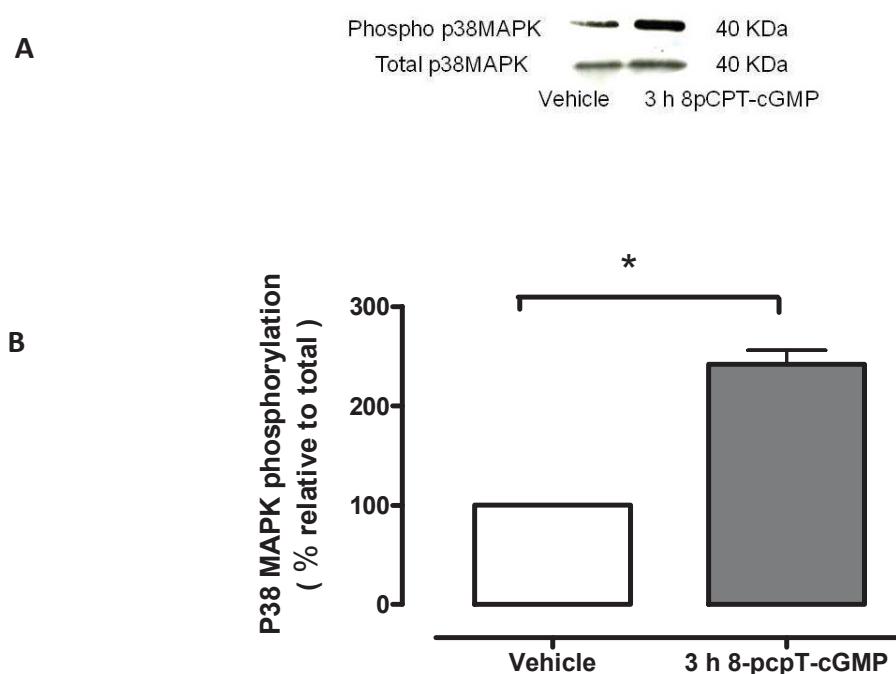 A
Phospho p38MAPK 40 KDa
Total p38MAPK 40 KDa
Vehicle 3 h 8pCPT-cGMP
B
*
P38 MAPK phosphorylation
( % relative to total )
300
200
100
0
Vehicle 3 h 8-pcpT-cGMP